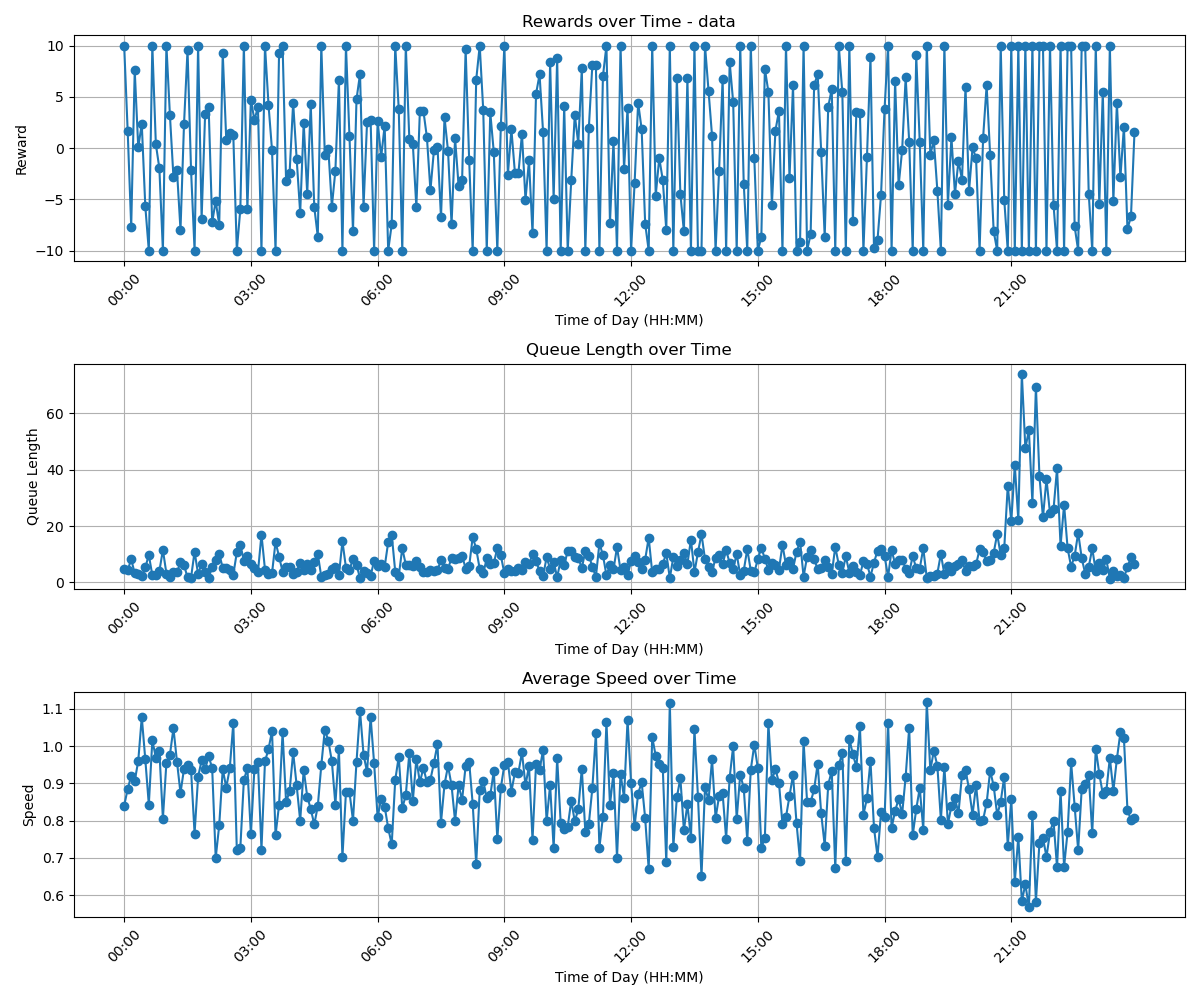 Rewards over Time - data
10
5
0
−5
−10
Reward
00:00 03:00 06:00 09:00 12:00 15:00 18:00 21:00
Time of Day (HH:MM)
Queue Length over Time
60
40
20
0
Queue Length
00:00 03:00 06:00 09:00 12:00 15:00 18:00 21:00
Time of Day (HH:MM)
Average Speed over Time
1.1
1.0
0.9
0.8
0.7
0.6
Speed
00:00 03:00 06:00 09:00 12:00 15:00 18:00 21:00
Time of Day (HH:MM)